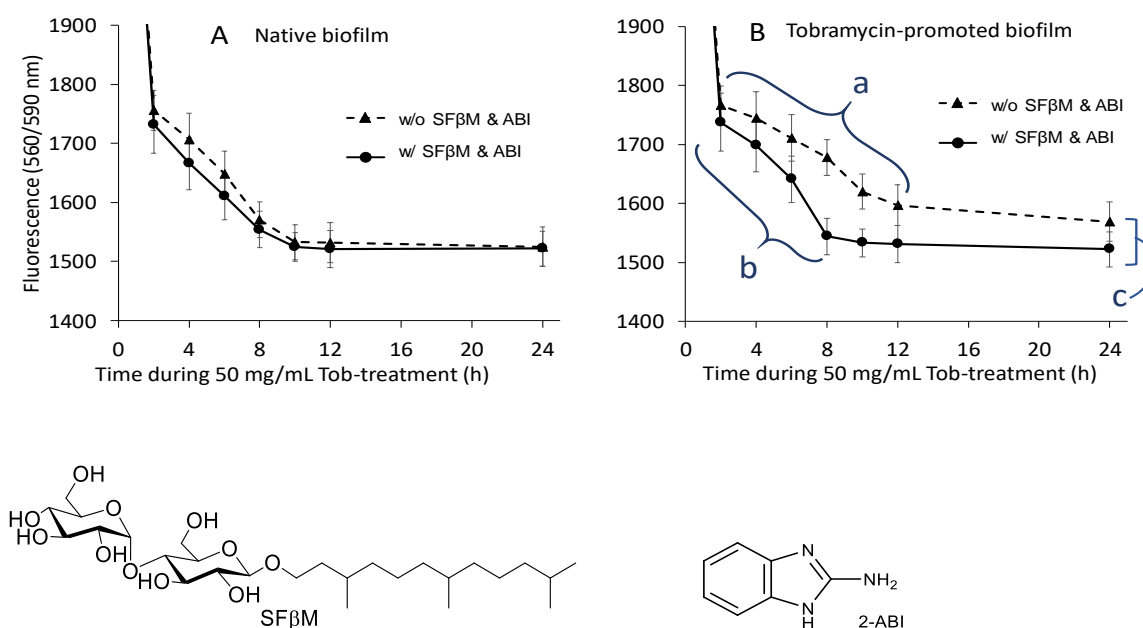 A Native biofilm
Fluorescence (560/590 nm)
1900
1800
1700
1600
1500
1400
w/o SFβM & ABI
w/ SFβM & ABI
0 4 8 12 16 20 24
Time during 50 mg/mL Tob-treatment (h)
B Tobramycin-promoted biofilm
1900
1800
1700
1600
1500
1400
a
w/o SFβM & ABI
w/ SFβM & ABI
b
c
0 4 8 12 16 20 24
Time during 50 mg/mL Tob-treatment (h)
OH
O
HO
HO
OH
O
OH
O
HO
OH
O
SFβM
N
NH₂
N
H
2-ABI